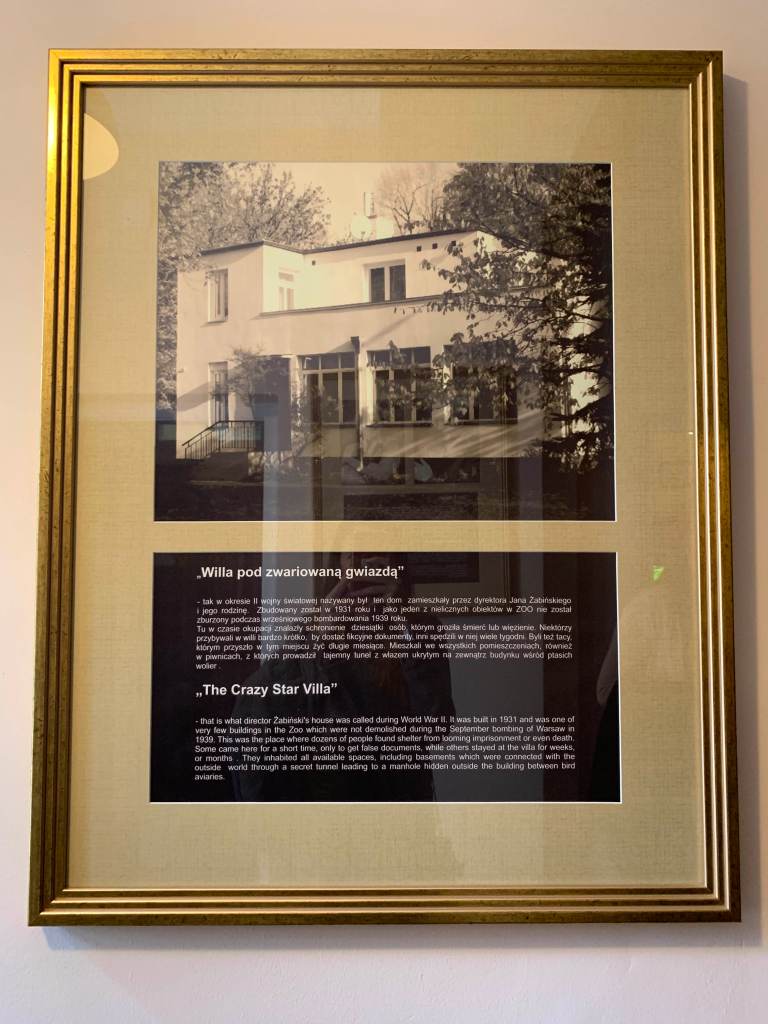 „Willa pod zwariowaną gwiazdą”
- tak w okresie II wojny światowej nazywany był ten dom zamieszkały przez dyrektora Jana Żabińskiego
i jego rodzinę. Zbudowany został w 1931 roku i jako jeden z nielicznych obiektów w ZOO nie został
zburzony podczas wrześniowego bombardowania 1939 roku.
Tu w czasie okupacji znalazły schronienie dziesiątki osób, którym groziła śmierć lub więzienie. Niektórzy
przybywali w willi bardzo krótko, by dostać fikcyjne dokumenty, inni spędzili w niej wiele tygodni. Byli też tacy,
którym przyszło w tym miejscu żyć długie miesiące. Mieszkali we wszystkich pomieszczeniach, również
w piwnicach, z których prowadził tajemny tunel z włazem ukrytym na zewnątrz budynku wśród ptasich
wolier .
„The Crazy Star Villa”
- that is what director Żabiński's house was called during World War II. It was built in 1931 and was one of
very few buildings in the Zoo which were not demolished during the September bombing of Warsaw in
1939. This was the place where dozens of people found shelter from looming imprisonment or even death.
Some came here for a short time, only to get false documents, while others stayed at the villa for weeks,
or months . They inhabited all available spaces, including basements which were connected with the
outside world through a secret tunnel leading to a manhole hidden outside the building between bird
aviaries.